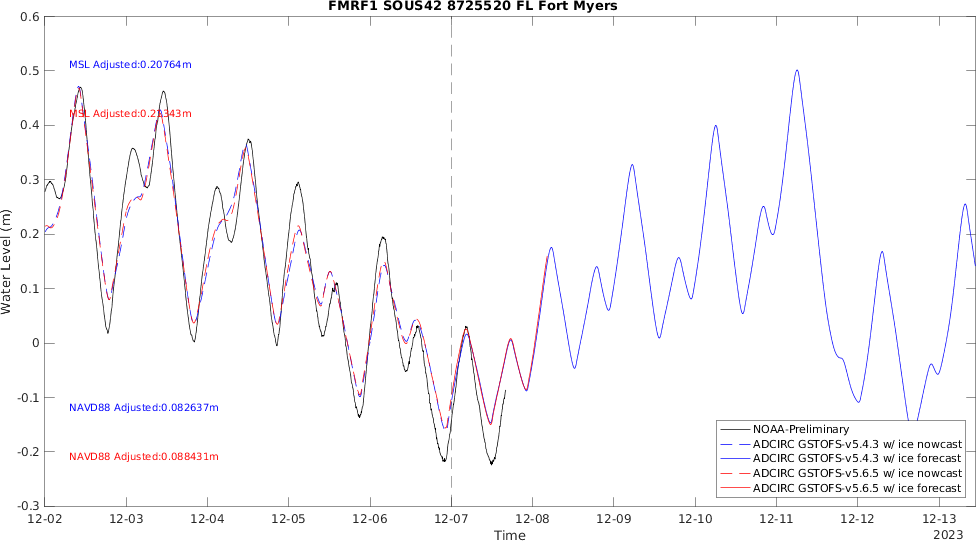 FMRF1 SOUS42 8725520 FL Fort Myers
Water Level (m)
0.6
0.5
0.4
0.3
0.2
0.1
0
-0.1
-0.2
-0.3
MSL Adjusted:0.20764m
NAVD88 Adjusted:0.082637m
NAVD88 Adjusted:0.088431m
NOAA-Preliminary
ADCIRC GSTOFS-v5.4.3 w/ ice nowcast
ADCIRC GSTOFS-v5.4.3 w/ ice forecast
ADCIRC GSTOFS-v5.6.5 w/ ice nowcast
ADCIRC GSTOFS-v5.6.5 w/ ice forecast
12-02 12-03 12-04 12-05 12-06 12-07 12-08 12-09 12-10 12-11 12-12 12-13
Time
2023